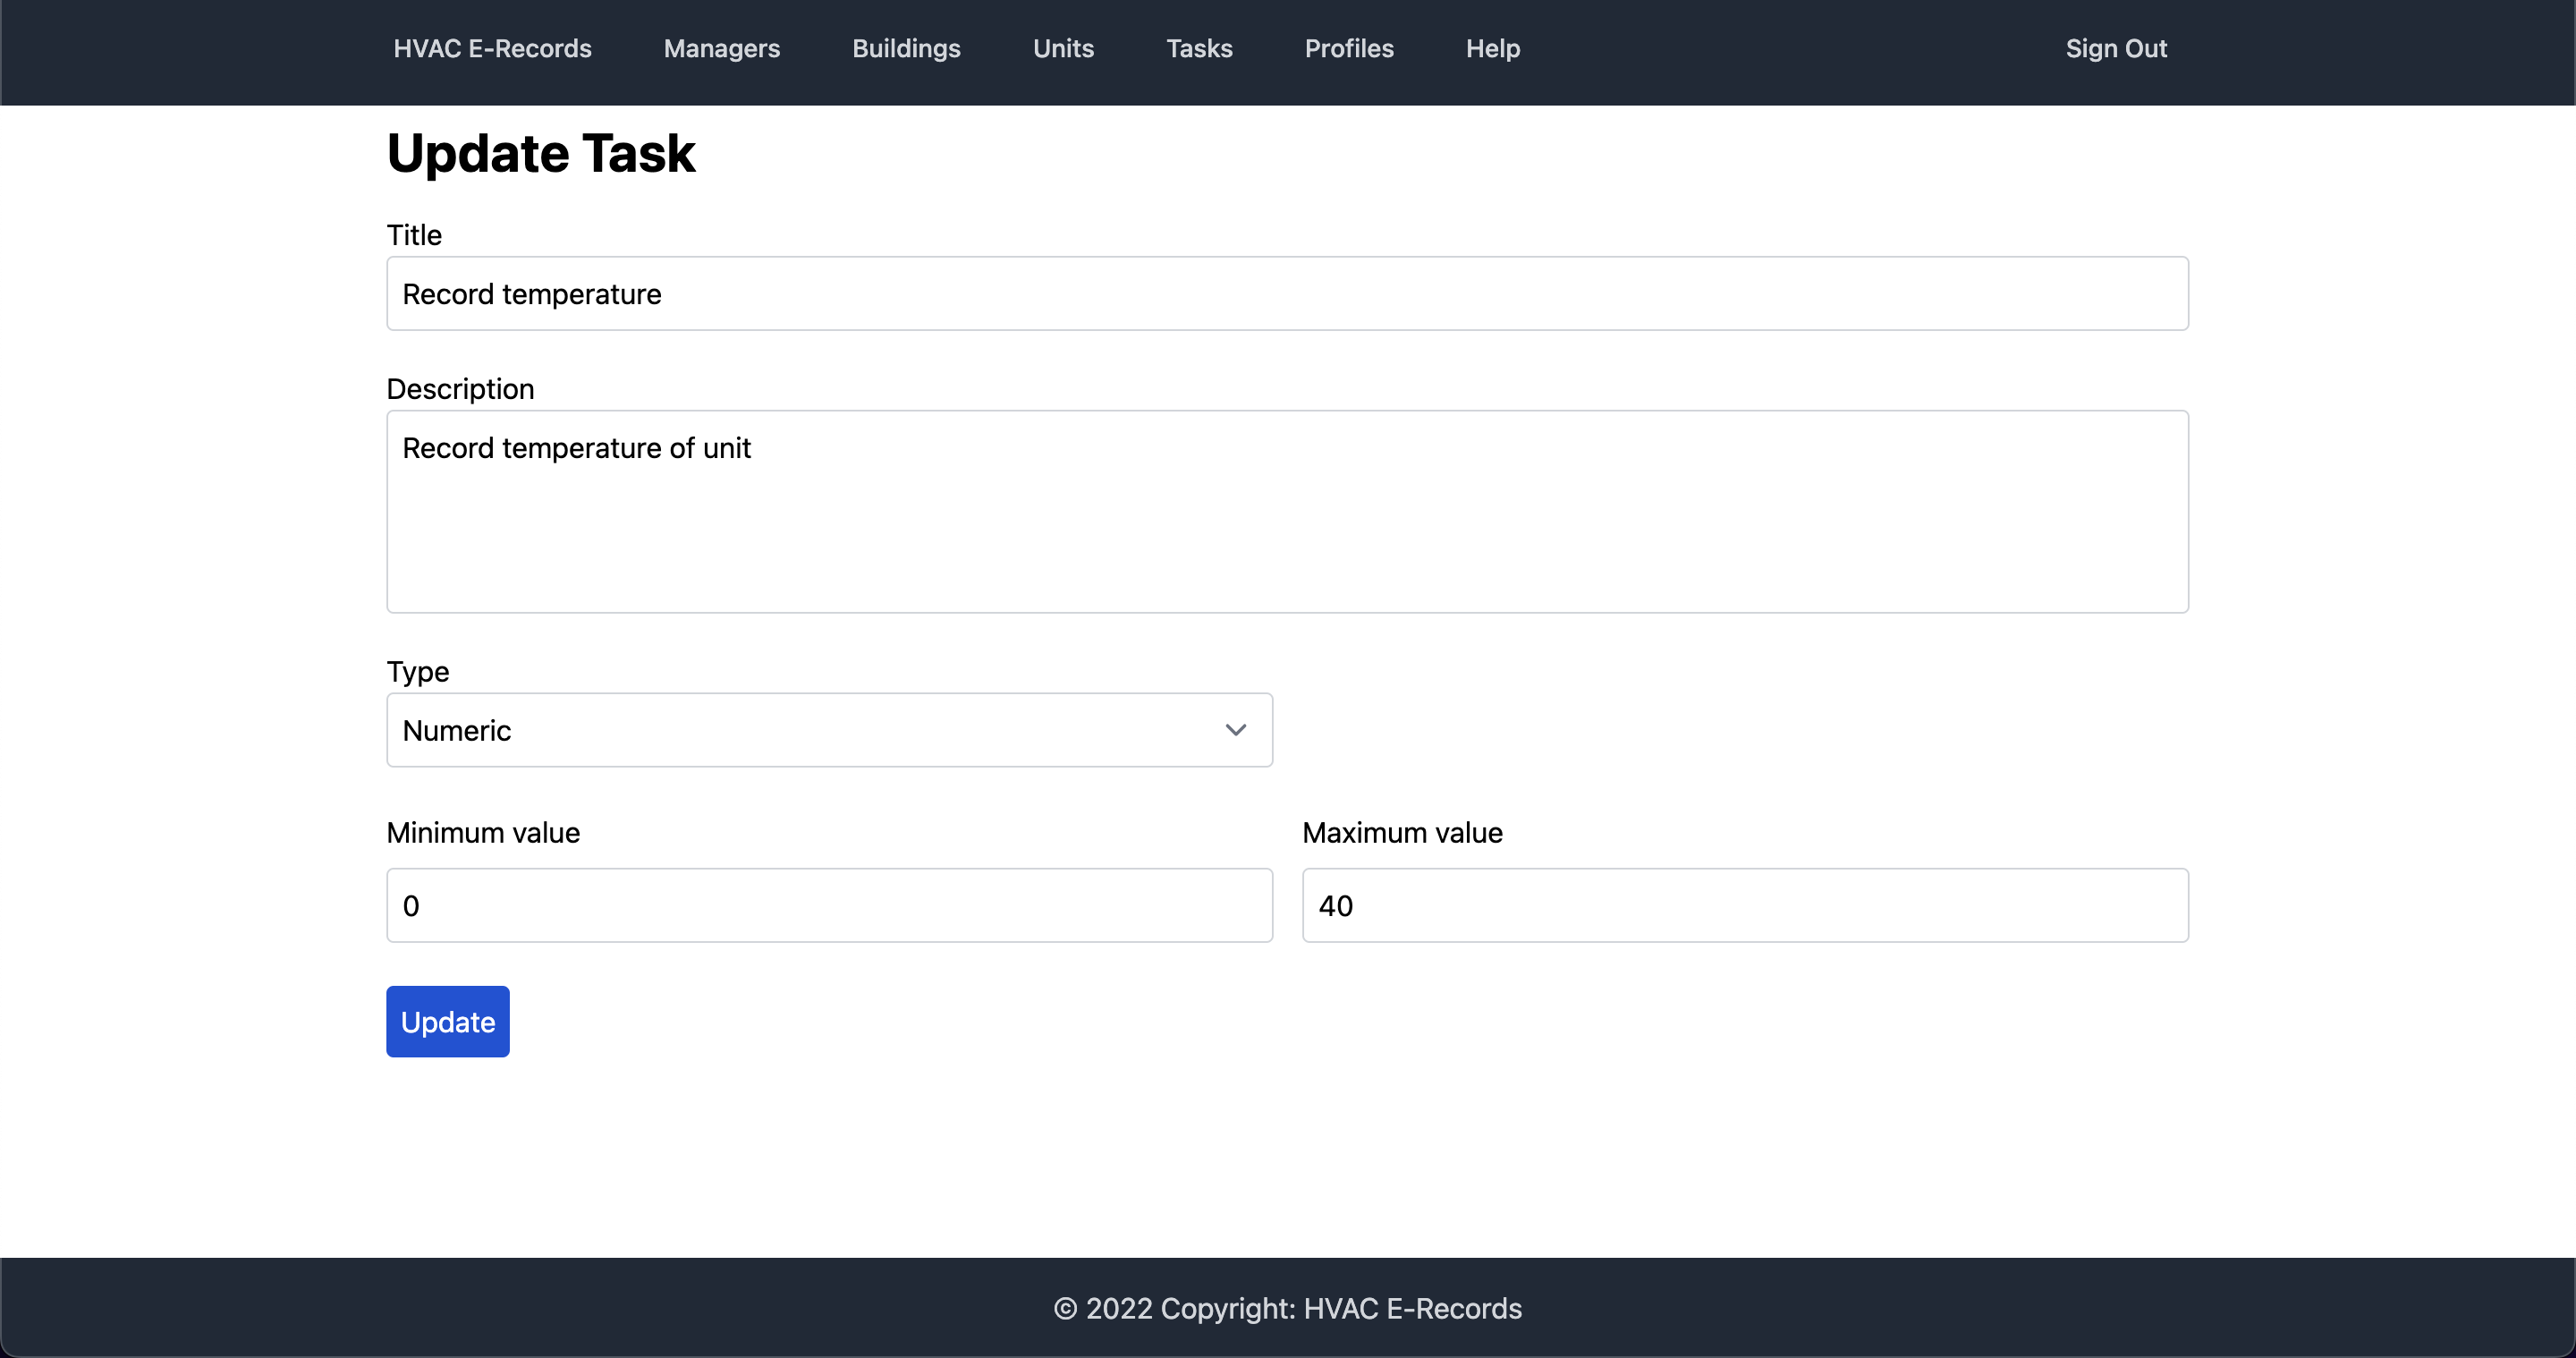 HVAC E-Records Managers Buildings Units Tasks Profiles Help Sign Out
Update Task
Title
Record temperature
Description
Record temperature of unit
Type
Numeric
Minimum value Maximum value
0 40
Update
© 2022 Copyright: HVAC E-Records